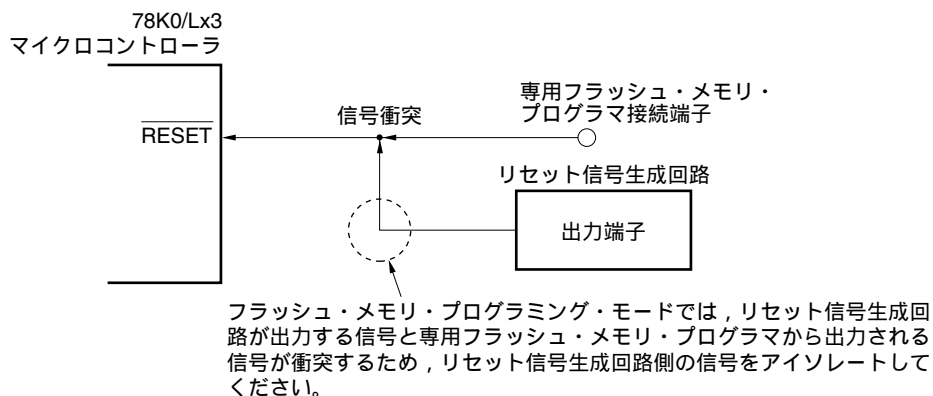 78K0/Lx3
マイクロコントローラ
専用フラッシュ・メモリ・
プログラマ接続端子
信号衝突
RESET
リセット信号生成回路
出力端子
フラッシュ・メモリ・プログラミング・モードでは，リセット信号生成回
路が出力する信号と専用フラッシュ・メモリ・プログラマから出力される
信号が衝突するため，リセット信号生成回路側の信号をアイソレートして
ください。